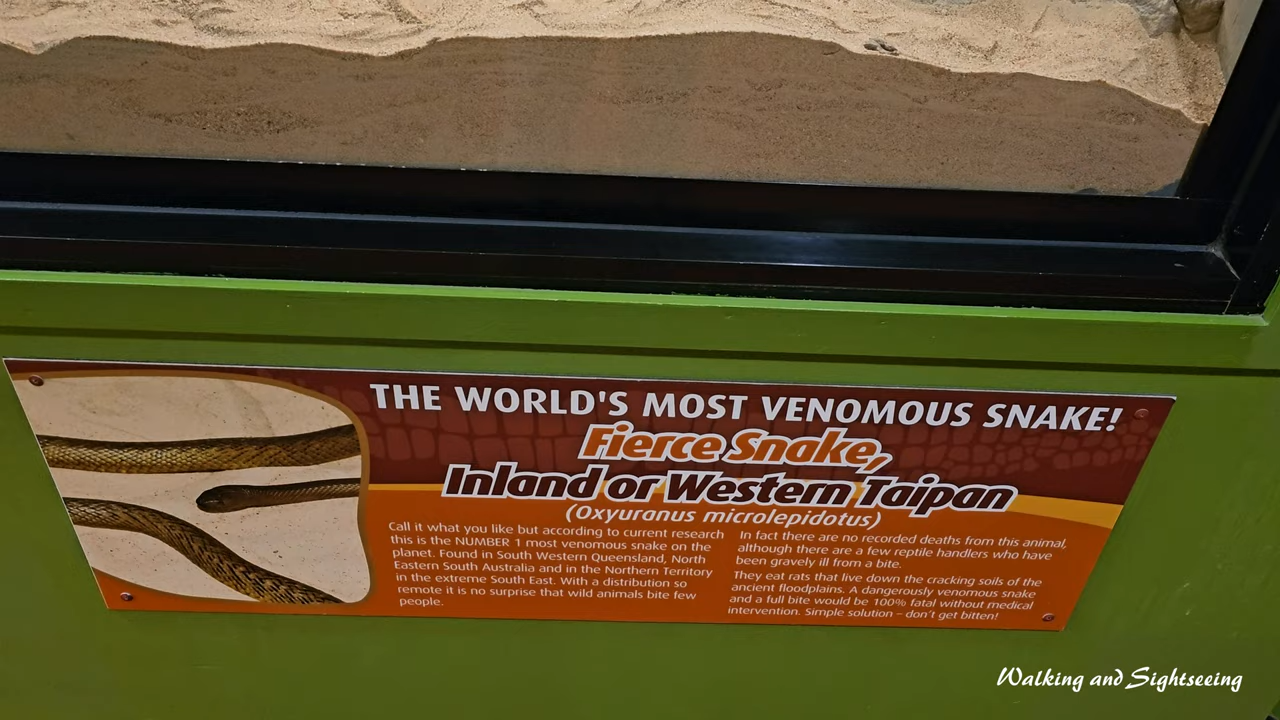 THE WORLD'S MOST VENOMOUS SNAKE!
Fierce Snake,
Inland or Western Taipan
(Oxyuranus microlepidotus)
Call it what you like but according to current research
this is the NUMBER 1 most venomous snake on the
planet. Found in South Western Queensland, North
Eastern South Australia and in the Northern Territory
in the extreme South East. With a distribution so
remote it is no surprise that wild animals bite few
people.
In fact there are no recorded deaths from this animal,
although there are a few reptile handlers who have
been gravely ill from a bite.
They eat rats that live down the cracking soils of the
ancient floodplains. A dangerously venomous snake
and a full bite would be 100% fatal without medical
intervention. Simple solution – don't get bitten!
Walking and Sightseeing